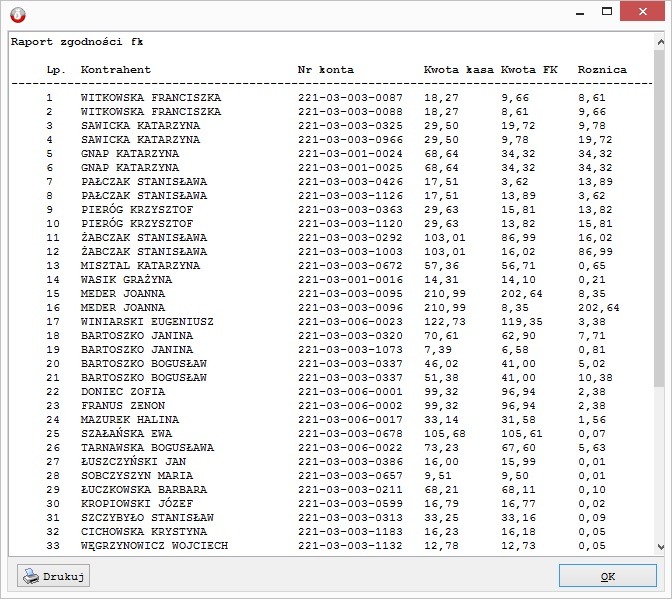 Raport zgodności fk
Lp. Kontrahent Nr konta Kwota kasa Kwota FK Roznica
1 WITKOWSKA FRANCISZKA 221-03-003-0087 18,27 9,66 8,61
2 WITKOWSKA FRANCISZKA 221-03-003-0088 18,27 8,61 9,66
3 SAWICKA KATARZYNA 221-03-003-0325 29,50 19,72 9,78
4 SAWICKA KATARZYNA 221-03-003-0966 29,50 9,78 19,72
5 GNAP KATARZYNA 221-03-001-0024 68,64 34,32 34,32
6 GNAP KATARZYNA 221-03-001-0025 68,64 34,32 34,32
7 PAŁCZAK STANISŁAWA 221-03-003-0426 17,51 3,62 13,89
8 PAŁCZAK STANISŁAWA 221-03-003-1126 17,51 13,89 3,62
9 PIERÓG KRZYSZTOF 221-03-003-0363 29,63 15,81 13,82
10 PIERÓG KRZYSZTOF 221-03-003-1120 29,63 13,82 15,81
11 ŻABCZAK STANISŁAWA 221-03-003-0292 103,01 86,99 16,02
12 ŻABCZAK STANISŁAWA 221-03-003-1003 103,01 16,02 86,99
13 MISZTAL KATARZYNA 221-03-003-0672 57,36 56,71 0,65
14 WASIK GRAŻYNA 221-03-001-0016 14,31 14,10 0,21
15 MEDER JOANNA 221-03-003-0095 210,99 202,64 8,35
16 MEDER JOANNA 221-03-003-0096 210,99 8,35 202,64
17 WINIARSKI EUGENIUSZ 221-03-006-0023 122,73 119,35 3,38
18 BARTOSZKO JANINA 221-03-003-0320 70,61 62,90 7,71
19 BARTOSZKO JANINA 221-03-003-1073 7,39 6,58 0,81
20 BARTOSZKO BOGUSŁAW 221-03-003-0337 46,02 41,00 5,02
21 BARTOSZKO BOGUSŁAW 221-03-003-0337 51,38 41,00 10,38
22 DONIEC ZOFIA 221-03-006-0001 99,32 96,94 2,38
23 FRANUS ZENON 221-03-006-0002 99,32 96,94 2,38
24 MAZUREK HALINA 221-03-006-0017 33,14 31,58 1,56
25 SZAŁAŃSKA EWA 221-03-003-0678 105,68 105,61 0,07
26 TARNAWSKA BOGUSŁAWA 221-03-006-0022 73,23 67,60 5,63
27 ŁUSZCZYŃSKI JAN 221-03-003-0386 16,00 15,99 0,01
28 SOBCZYSZYN MARIA 221-03-003-0657 9,51 9,50 0,01
29 ŁUCZKOWSKA BARBARA 221-03-003-0211 68,21 68,11 0,10
30 KROPIOWSKI JÓZEF 221-03-003-0599 16,79 16,77 0,02
31 SZCZYBYŁO STANISŁAW 221-03-003-0313 33,25 33,16 0,09
32 CICHOWSKA KRYSTYNA 221-03-003-1183 16,23 16,18 0,05
33 WĘGRZYNOWICZ WOJCIECH 221-03-003-1132 12,78 12,73 0,05
Drukuj OK